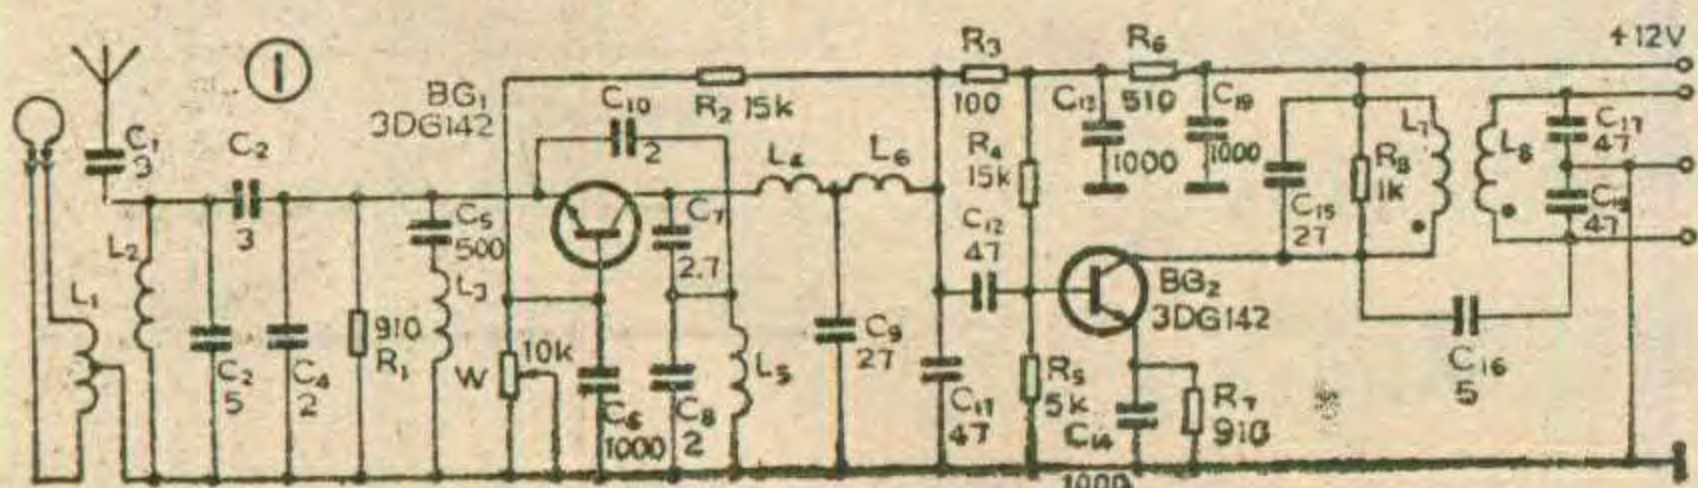 ①
C₁
3
C₂
3
L₁
L₂
C₂
5
C₄
2
910
R₁
C₅
500
L₃
BG₁
3DG142
R₂ 15k
C₁₀
2
W
10k
C₆
1000
C₇
2.7
C₈
2
L₅
L₄
L₆
C₉
27
R₃
100
R₄
15k
C₁₂
47
C₁₁
47
R₅
5k
C₁₃
1000
R₆
510
C₁₉
1000
BG₂
3DG142
C₁₄
1000
R₇
910
C₁₅
27
R₈
1k
L₇
L₈
C₁₇
47
C₁₈
47
C₁₆
5
+12V